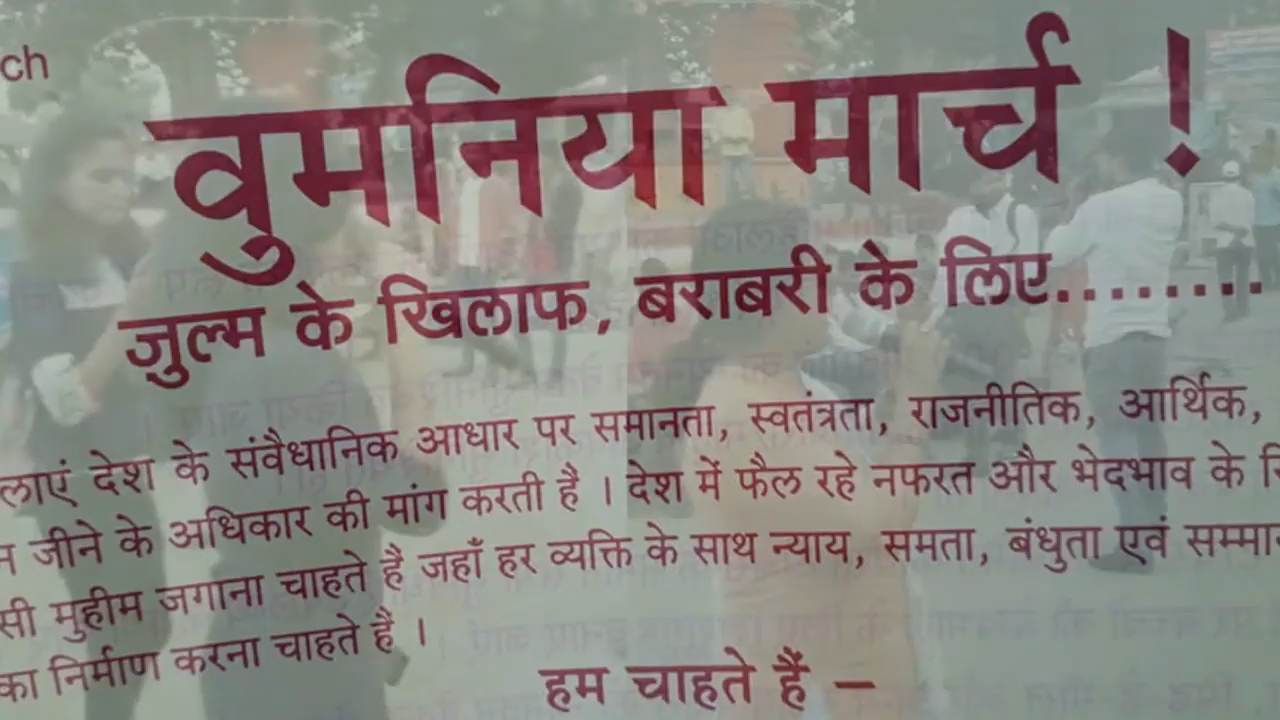 ch
वुमनिया मार्च !
जुल्म के खिलाफ, बराबरी के लिए........
लाएं देश के संवैधानिक आधार पर समानता, स्वतंत्रता, राजनीतिक, आर्थिक,
जीने के अधिकार की मांग करती है । देश में फैल रहे नफरत और भेदभाव के
सी मुहीम जगाना चाहते हैं जहाँ हर व्यक्ति के साथ न्याय, समता, बंधुता एवं सम्मान
का निर्माण करना चाहते हैं ।
हम चाहते हैं –